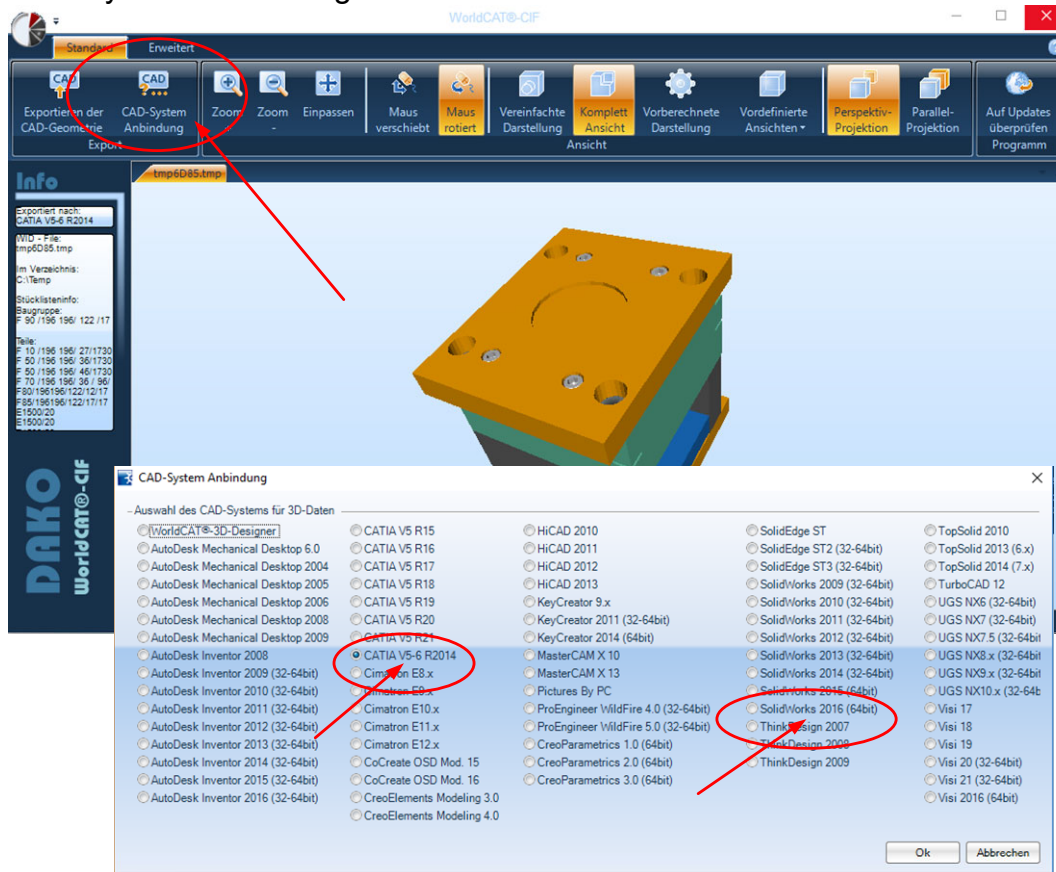 WorldCAT®-CIF
Standard Erweitert
Exportieren der CAD-Geometrie
CAD-System Anbindung
Zoom +
Zoom -
Einpassen
Maus verschiebt
Maus rotiert
Vereinfachte Darstellung
Komplett Ansicht
Vorberechnete Darstellung
Vordefinierte Ansichten
Perspektiv-Projektion
Parallel-Projektion
Auf Updates überprüfen
Export
Ansicht
Programm
tmp6D85.tmp
Info
Exportiert nach:
CATIA V5-6 R2014
WID - File:
tmp6D85.tmp
Im Verzeichnis:
C:\Temp
Stücklisteninfo:
Baugruppe:
F 90 /196 196/ 122 /17
Teile:
F 10 /196 196/ 27/1730
F 50 /196 196/ 36/1730
F 50 /196 196/ 46/1730
F 70 /196 196/ 36 / 96/
F80/196196/122/12/17
F85/196196/122/17/17
E1500/20
E1500/20
DAKO
WorldCAT®-CIF
CAD-System Anbindung
Auswahl des CAD-Systems für 3D-Daten
WorldCAT®-3D-Designer
AutoDesk Mechanical Desktop 6.0
AutoDesk Mechanical Desktop 2004
AutoDesk Mechanical Desktop 2005
AutoDesk Mechanical Desktop 2006
AutoDesk Mechanical Desktop 2008
AutoDesk Mechanical Desktop 2009
AutoDesk Inventor 2008
AutoDesk Inventor 2009 (32-64bit)
AutoDesk Inventor 2010 (32-64bit)
AutoDesk Inventor 2011 (32-64bit)
AutoDesk Inventor 2012 (32-64bit)
AutoDesk Inventor 2013 (32-64bit)
AutoDesk Inventor 2014 (32-64bit)
AutoDesk Inventor 2015 (32-64bit)
AutoDesk Inventor 2016 (32-64bit)
CATIA V5 R15
CATIA V5 R16
CATIA V5 R17
CATIA V5 R18
CATIA V5 R19
CATIA V5 R20
CATIA V5 R21
CATIA V5-6 R2014
Cimatron E8.x
Cimatron E9.x
Cimatron E10.x
Cimatron E11.x
Cimatron E12.x
CoCreate OSD Mod. 15
CoCreate OSD Mod. 16
CreoElements Modeling 3.0
CreoElements Modeling 4.0
HiCAD 2010
HiCAD 2011
HiCAD 2012
HiCAD 2013
KeyCreator 9.x
KeyCreator 2011 (32-64bit)
KeyCreator 2014 (64bit)
MasterCAM X 10
MasterCAM X 13
Pictures By PC
ProEngineer WildFire 4.0 (32-64bit)
ProEngineer WildFire 5.0 (32-64bit)
CreoParametrics 1.0 (64bit)
CreoParametrics 2.0 (64bit)
CreoParametrics 3.0 (64bit)
SolidEdge ST
SolidEdge ST2 (32-64bit)
SolidEdge ST3 (32-64bit)
SolidWorks 2009 (32-64bit)
SolidWorks 2010 (32-64bit)
SolidWorks 2011 (32-64bit)
SolidWorks 2012 (32-64bit)
SolidWorks 2013 (32-64bit)
SolidWorks 2014 (32-64bit)
SolidWorks 2015 (64bit)
SolidWorks 2016 (64bit)
ThinkDesign 2007
ThinkDesign 2008
ThinkDesign 2009
TopSolid 2010
TopSolid 2013 (6.x)
TopSolid 2014 (7.x)
TurboCAD 12
UGS NX6 (32-64bit)
UGS NX7 (32-64bit)
UGS NX7.5 (32-64bit
UGS NX8.x (32-64bit
UGS NX9.x (32-64bit
UGS NX10.x (32-64b
Visi 17
Visi 18
Visi 19
Visi 20 (32-64bit)
Visi 21 (32-64bit)
Visi 2016 (64bit)
Ok Abbrechen